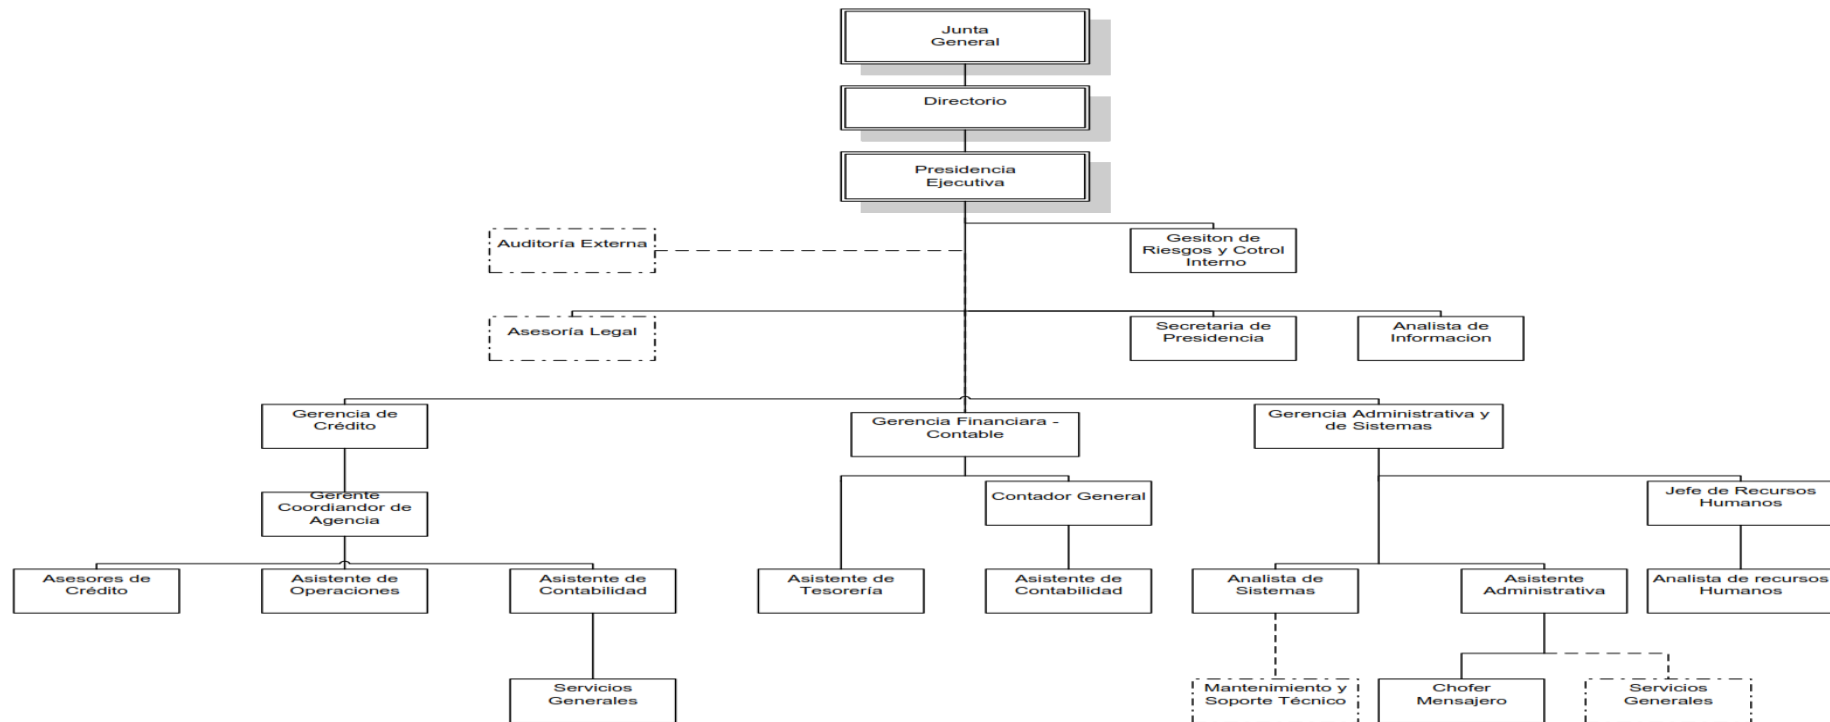 Junta
General
Directorio
Presidencia
Ejecutiva
Auditoría Externa
Gesiton de
Riesgos y Cotrol
Interno
Asesoría Legal
Secretaria de
Presidencia
Analista de
Informacion
Gerencia de
Crédito
Gerencia Financiara -
Contable
Gerencia Administrativa y
de Sistemas
Gerente
Coordiandor de
Agencia
Contador General
Jefe de Recursos
Humanos
Asesores de
Crédito
Asistente de
Operaciones
Asistente de
Contabilidad
Asistente de
Tesorería
Asistente de
Contabilidad
Analista de
Sistemas
Asistente
Administrativa
Analista de recursos
Humanos
Servicios
Generales
Mantenimiento y
Soporte Técnico
Chofer
Mensajero
Servicios
Generales